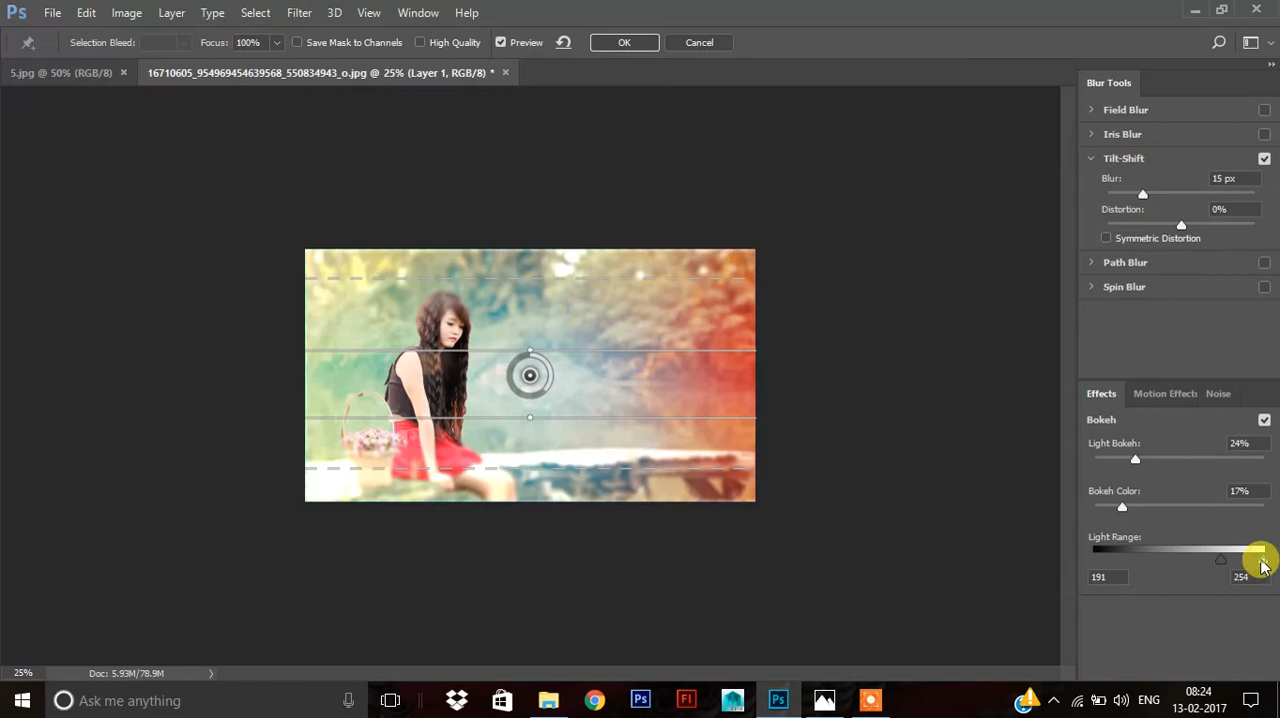 Ps File Edit Image Layer Type Select Filter 3D View Window Help
Selection Bleed: Focus: 100% Save Mask to Channels High Quality Preview OK Cancel
5.jpg @ 50% (RGB/8) × 16710605_954969454639568_550834943_o.jpg @ 25% (Layer 1, RGB/8) * ×
Blur Tools
Field Blur
Iris Blur
Tilt-Shift
Blur: 15 px
Distortion: 0%
Symmetric Distortion
Path Blur
Spin Blur
Effects Motion Effects Noise
Bokeh
Light Bokeh: 24%
Bokeh Color: 17%
Light Range:
191 254
25% Doc: 5.93M/78.9M
Ask me anything Ps Fl Ps ENG 08:24
13-02-2017